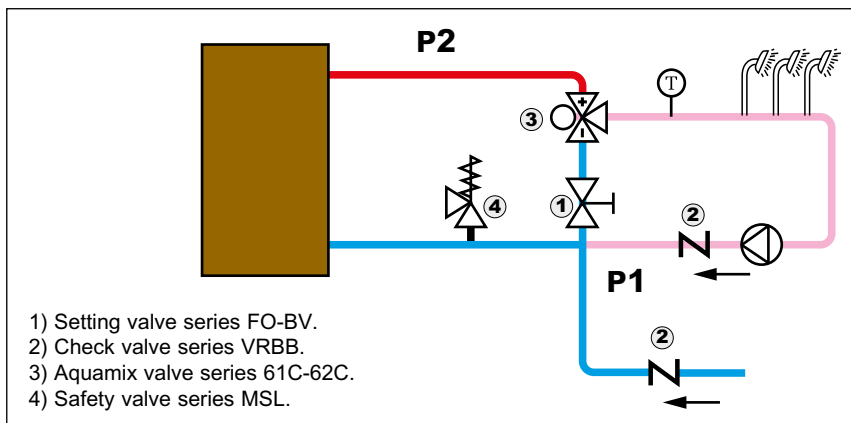 P2
T
3
4
1
2
P1
2
1) Setting valve series FO-BV.
2) Check valve series VRBB.
3) Aquamix valve series 61C-62C.
4) Safety valve series MSL.